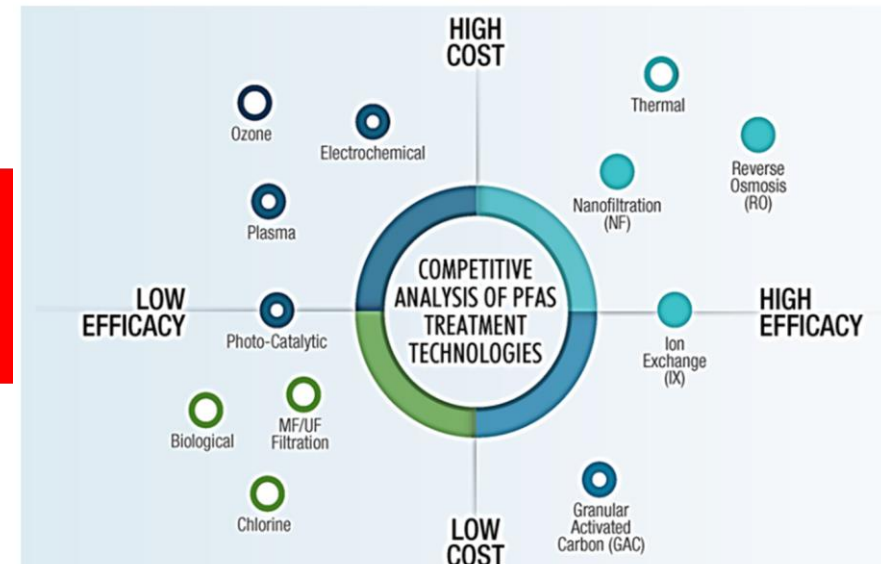 HIGH
COST
Ozone
Electrochemical
Thermal
Reverse
Osmosis
(RO)
Plasma
Nanofiltration
(NF)
COMPETITIVE
ANALYSIS OF PFAS
TREATMENT
TECHNOLOGIES
LOW
EFFICACY
Photo-Catalytic
HIGH
EFFICACY
Ion
Exchange
(IX)
Biological
MF/UF
Filtration
Chlorine
Granular
Activated
Carbon (GAC)
LOW
COST